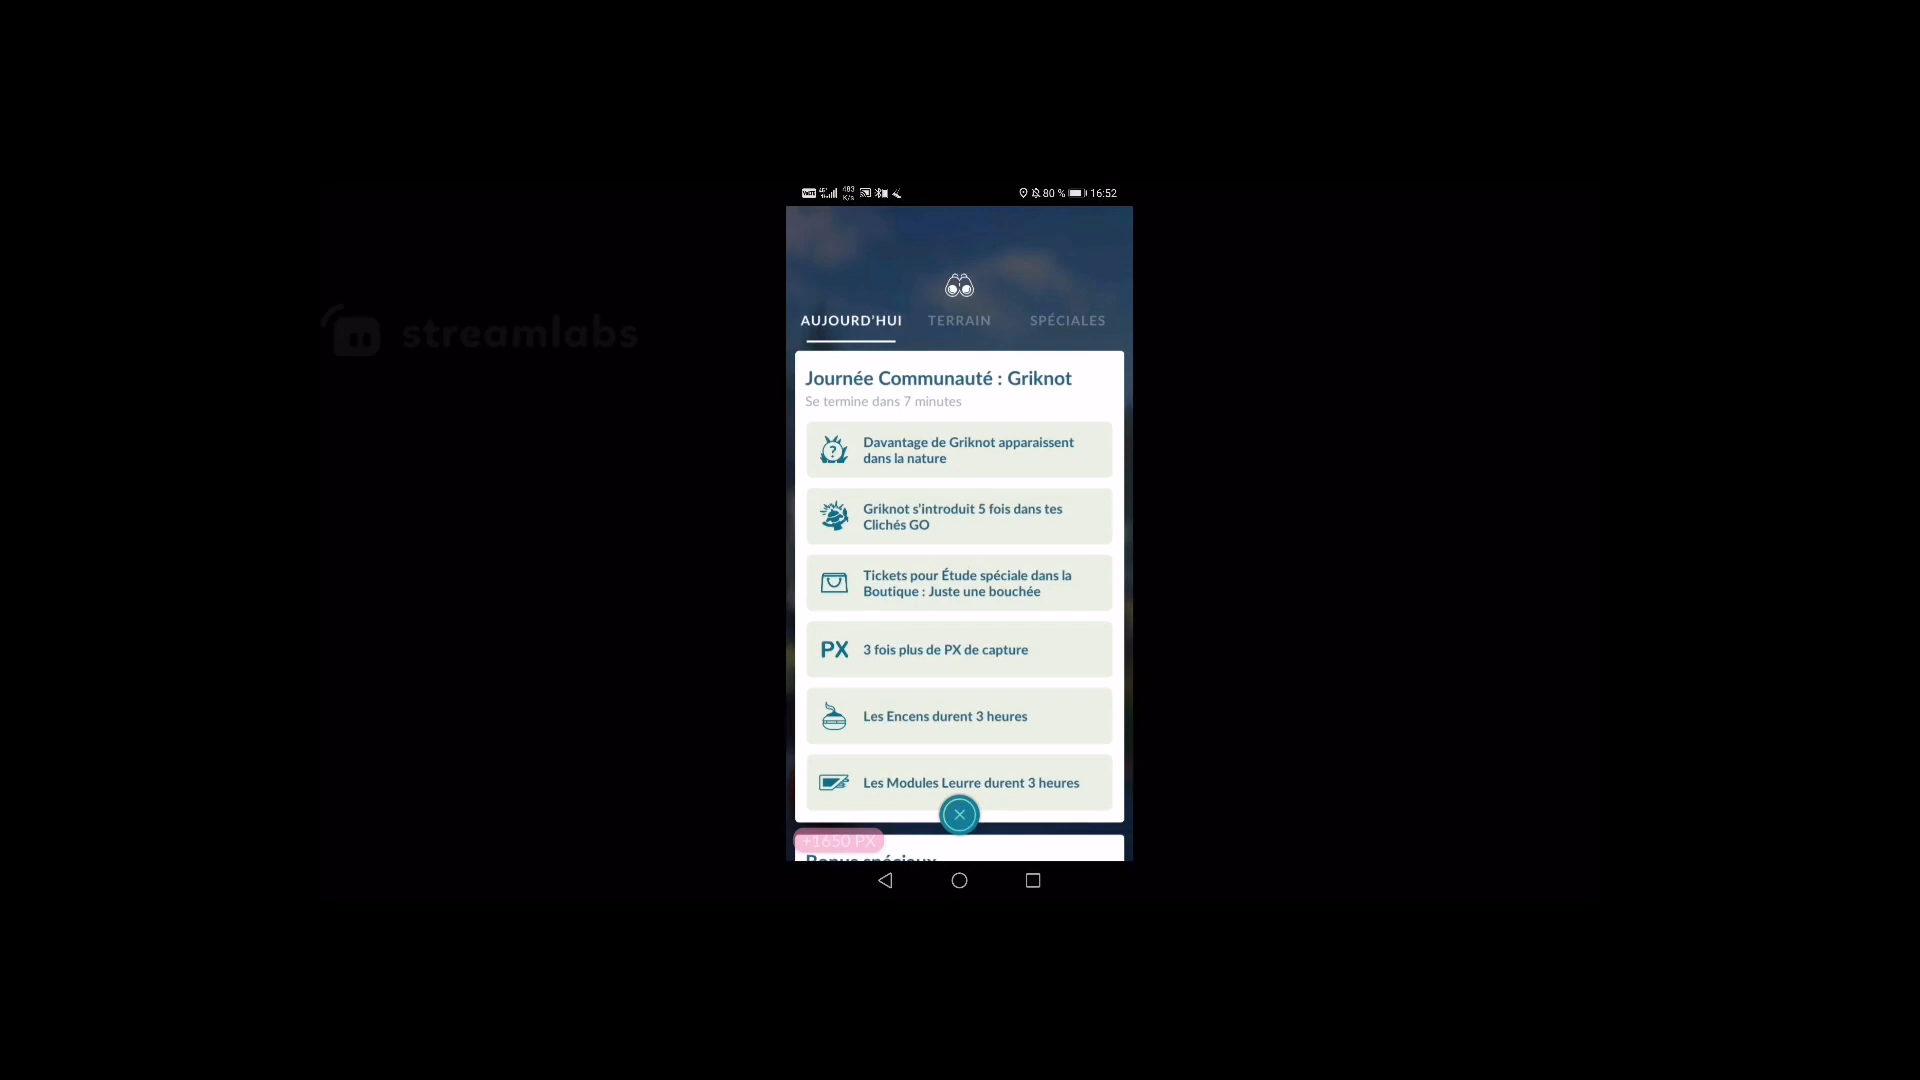 483
K/s
80 %
16:52
streamlabs
AUJOURD'HUI
TERRAIN
SPÉCIALES
Journée Communauté : Griknot
Se termine dans 7 minutes
Davantage de Griknot apparaissent
dans la nature
Griknot s'introduit 5 fois dans tes
Clichés GO
Tickets pour Étude spéciale dans la
Boutique : Juste une bouchée
PX
3 fois plus de PX de capture
Les Encens durent 3 heures
Les Modules Leurre durent 3 heures
+1650 PX
Bonus spéciaux